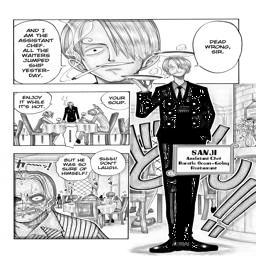 DEAD
WRONG,
SIR.
AND I
AM THE
ASSISTANT
CHEF.
ALL
THE
WAITERS
JUMPED
SHIP
YESTER-
DAY.
YOUR
SOUP.
ENJOY
IT WHILE
IT'S HOT.
SANJI
Assistant Chef
Baratie Ocean-Going
Restaurant
SHHH!
DON'T
LAUGH.
BUT HE
WAS SO
SURE OF
HIMSELF!